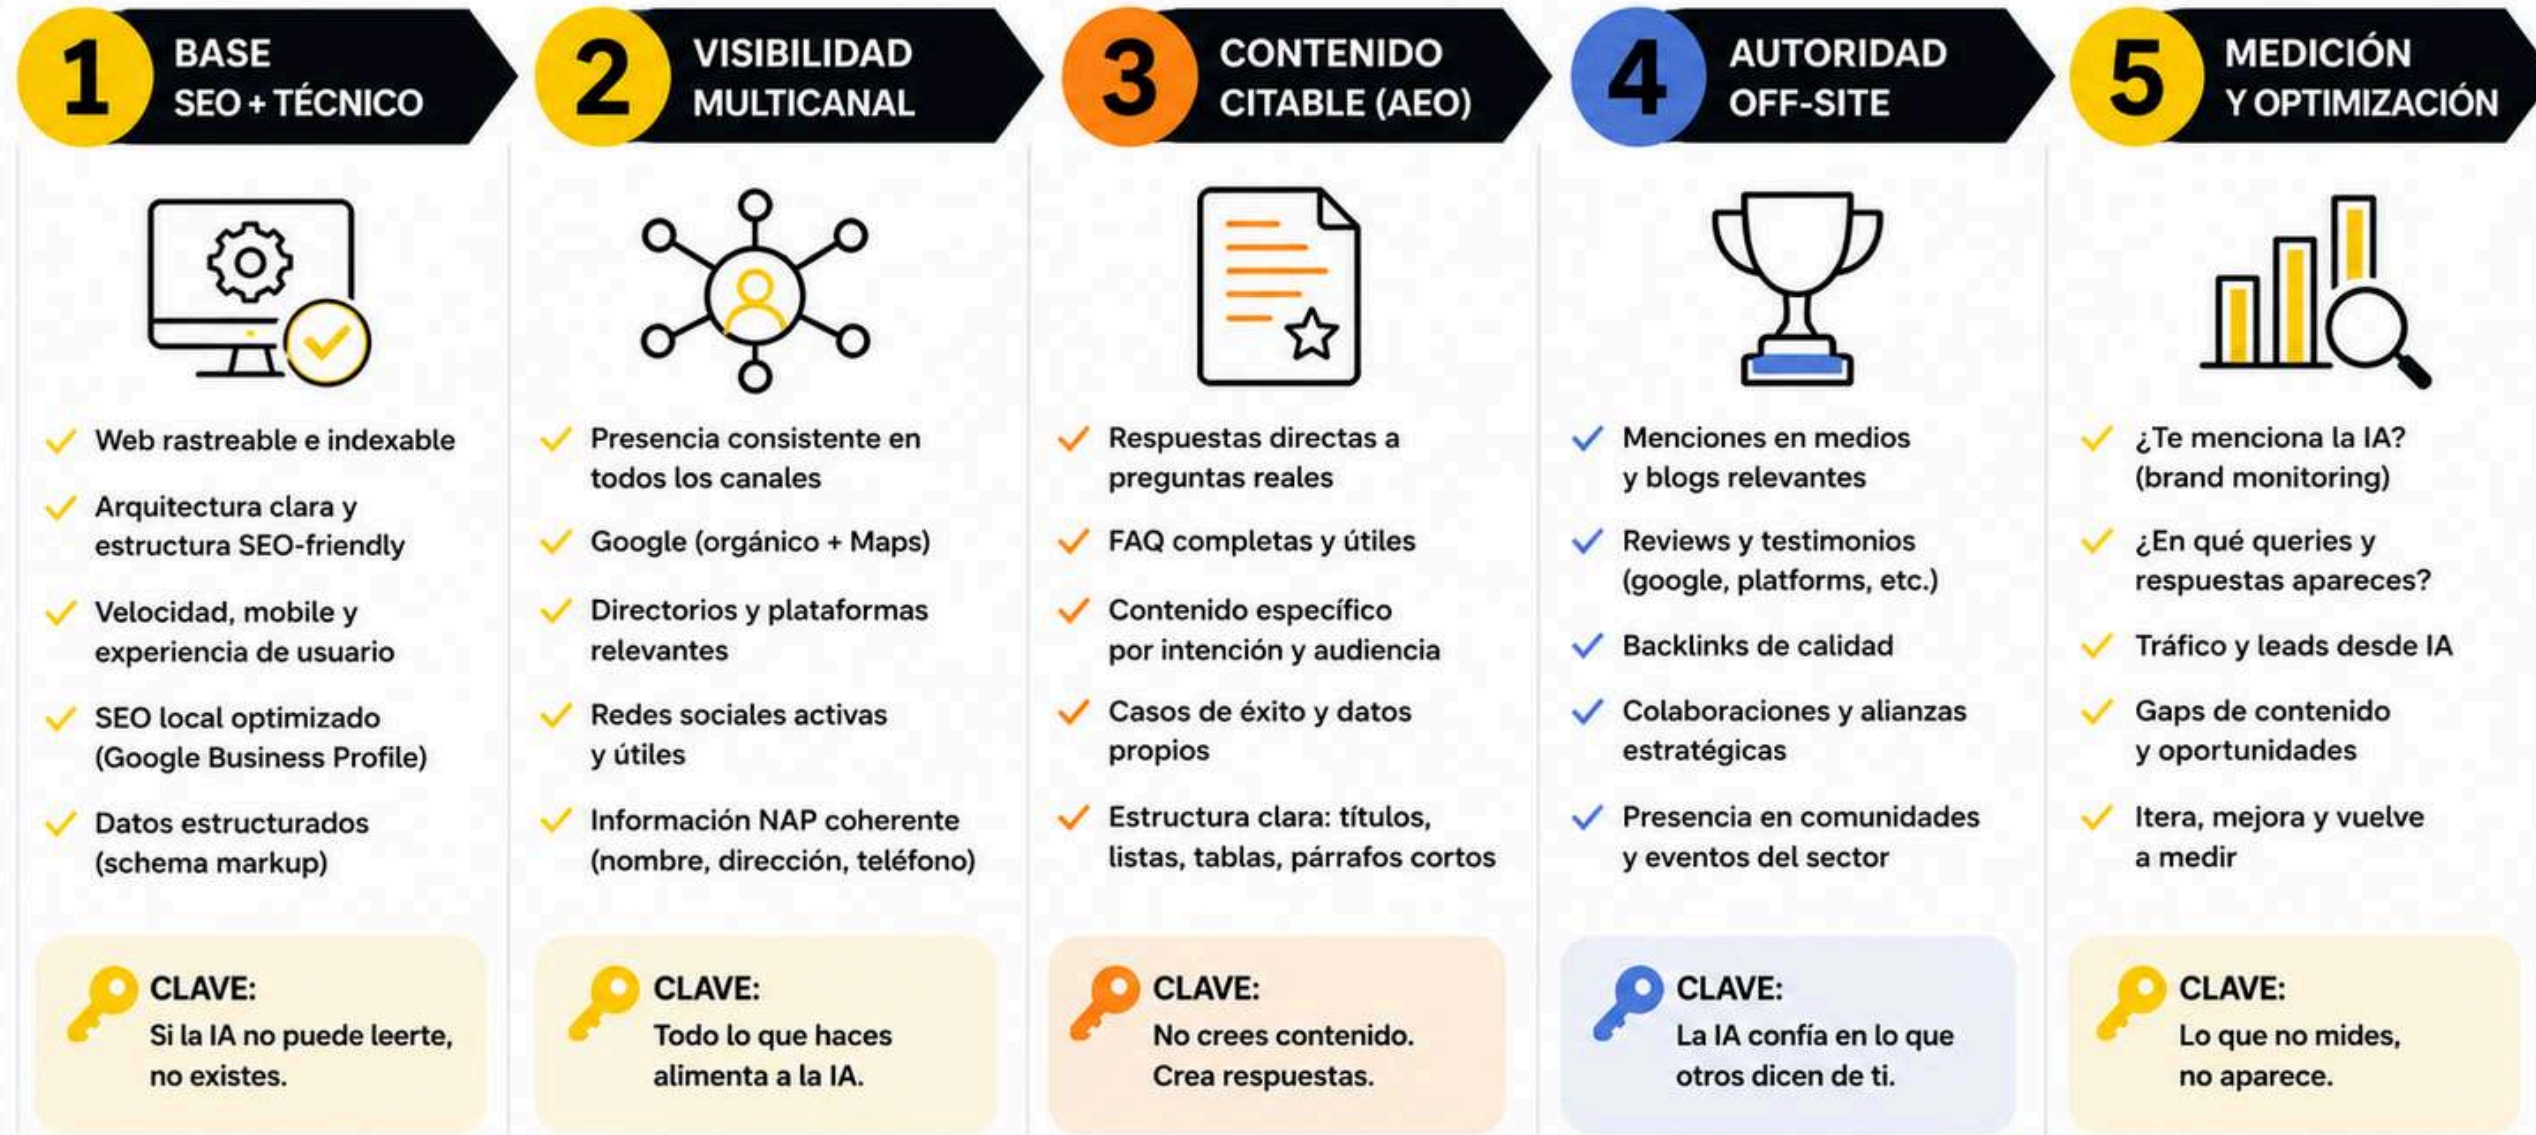 1
BASE
SEO + TÉCNICO
Web rastreable e indexable
Arquitectura clara y
estructura SEO-friendly
Velocidad, mobile y
experiencia de usuario
SEO local optimizado
(Google Business Profile)
Datos estructurados
(schema markup)
CLAVE:
Si la IA no puede leerte,
no existes.
2
VISIBILIDAD
MULTICANAL
Presencia consistente en
todos los canales
Google (orgánico + Maps)
Directorios y plataformas
relevantes
Redes sociales activas
y útiles
Información NAP coherente
(nombre, dirección, teléfono)
CLAVE:
Todo lo que haces
alimenta a la IA.
3
CONTENIDO
CITABLE (AEO)
Respuestas directas a
preguntas reales
FAQ completas y útiles
Contenido específico
por intención y audiencia
Casos de éxito y datos
propios
Estructura clara: títulos,
listas, tablas, párrafos cortos
CLAVE:
No crees contenido.
Crea respuestas.
4
AUTORIDAD
OFF-SITE
Menciones en medios
y blogs relevantes
Reviews y testimonios
(google, platforms, etc.)
Backlinks de calidad
Colaboraciones y alianzas
estratégicas
Presencia en comunidades
y eventos del sector
CLAVE:
La IA confía en lo que
otros dicen de ti.
5
MEDICIÓN
Y OPTIMIZACIÓN
¿Te menciona la IA?
(brand monitoring)
¿En qué queries y
respuestas apareces?
Tráfico y leads desde IA
Gaps de contenido
y oportunidades
Itera, mejora y vuelve
a medir
CLAVE:
Lo que no mides,
no aparece.